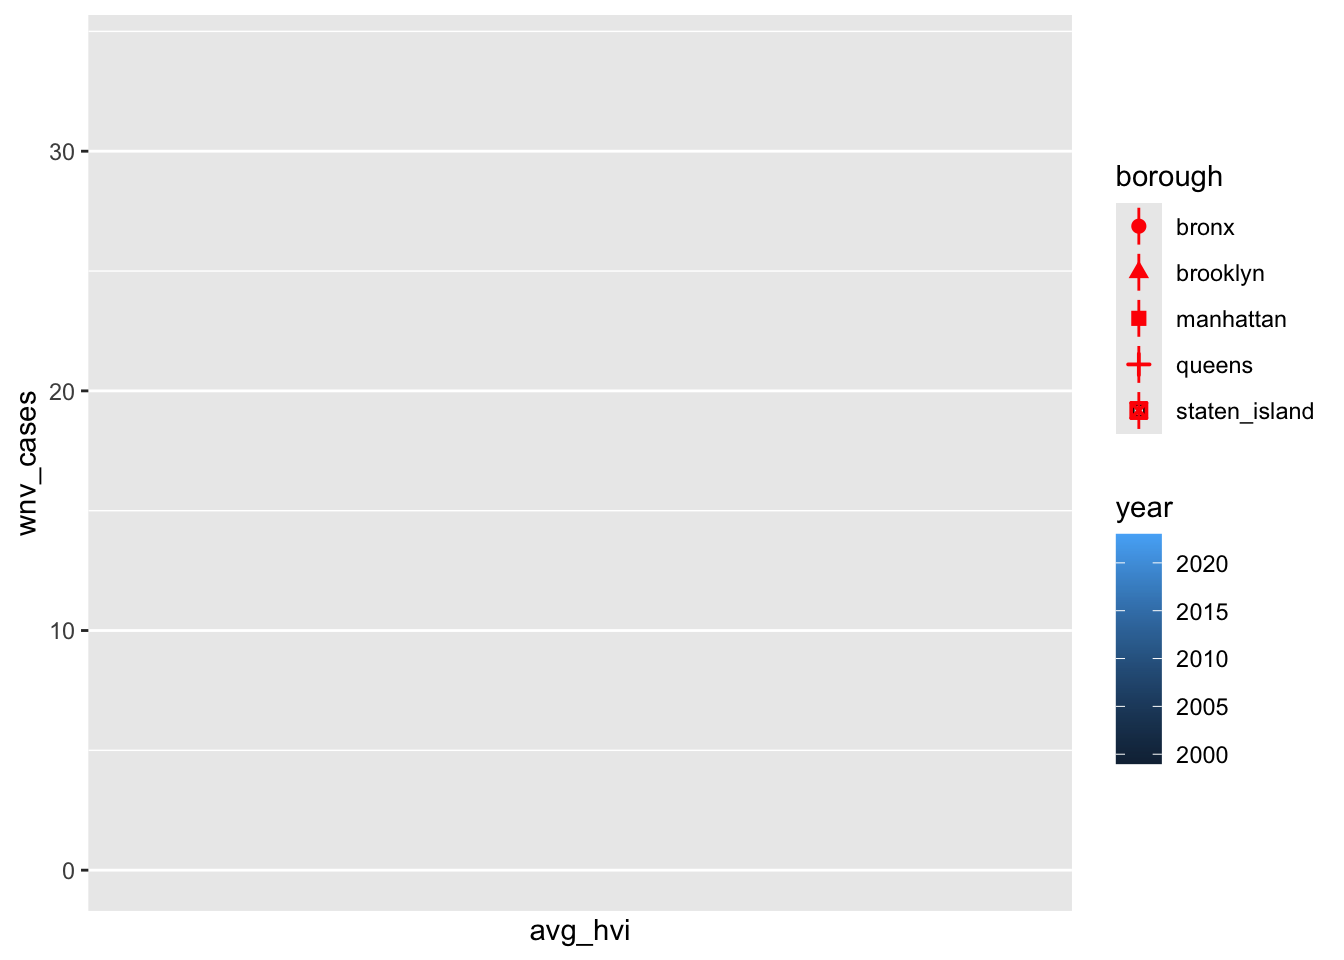 wnv_cases
30
20
10
0
avg_hvi
borough
bronx
brooklyn
manhattan
queens
staten_island
year
2020
2015
2010
2005
2000